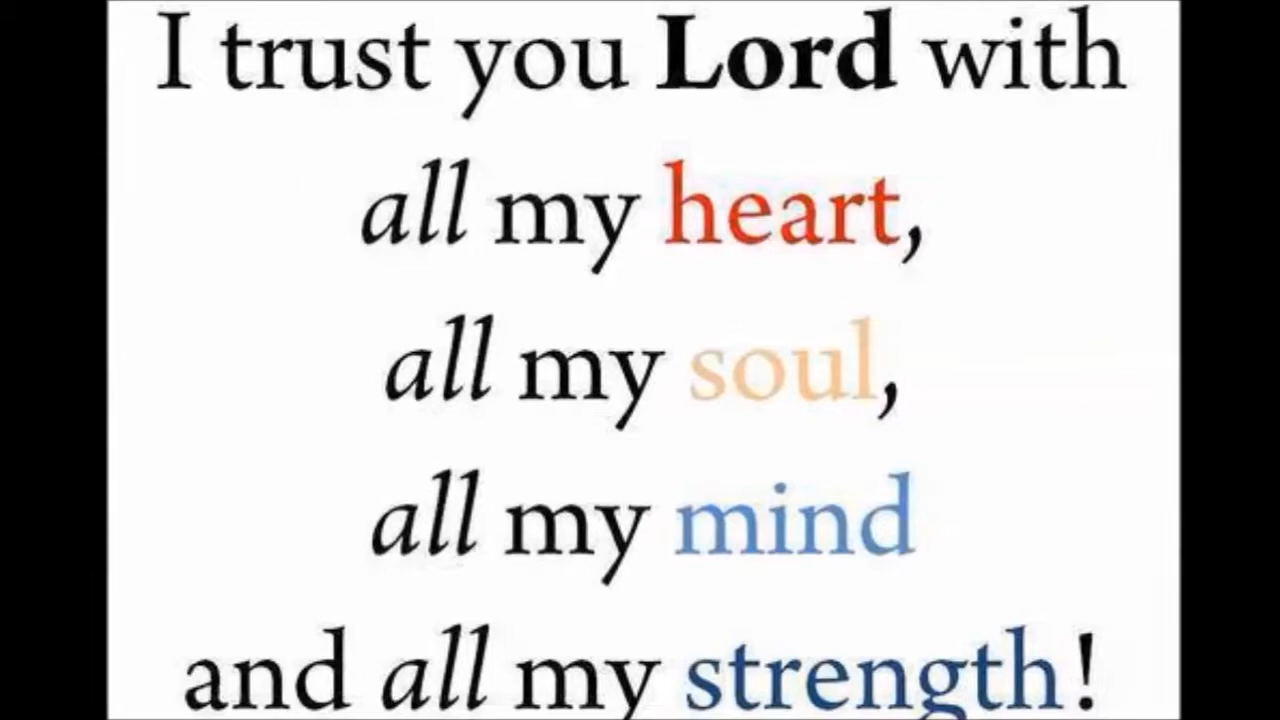 I trust you Lord with
all my heart,
all my soul,
all my mind
and all my strength!